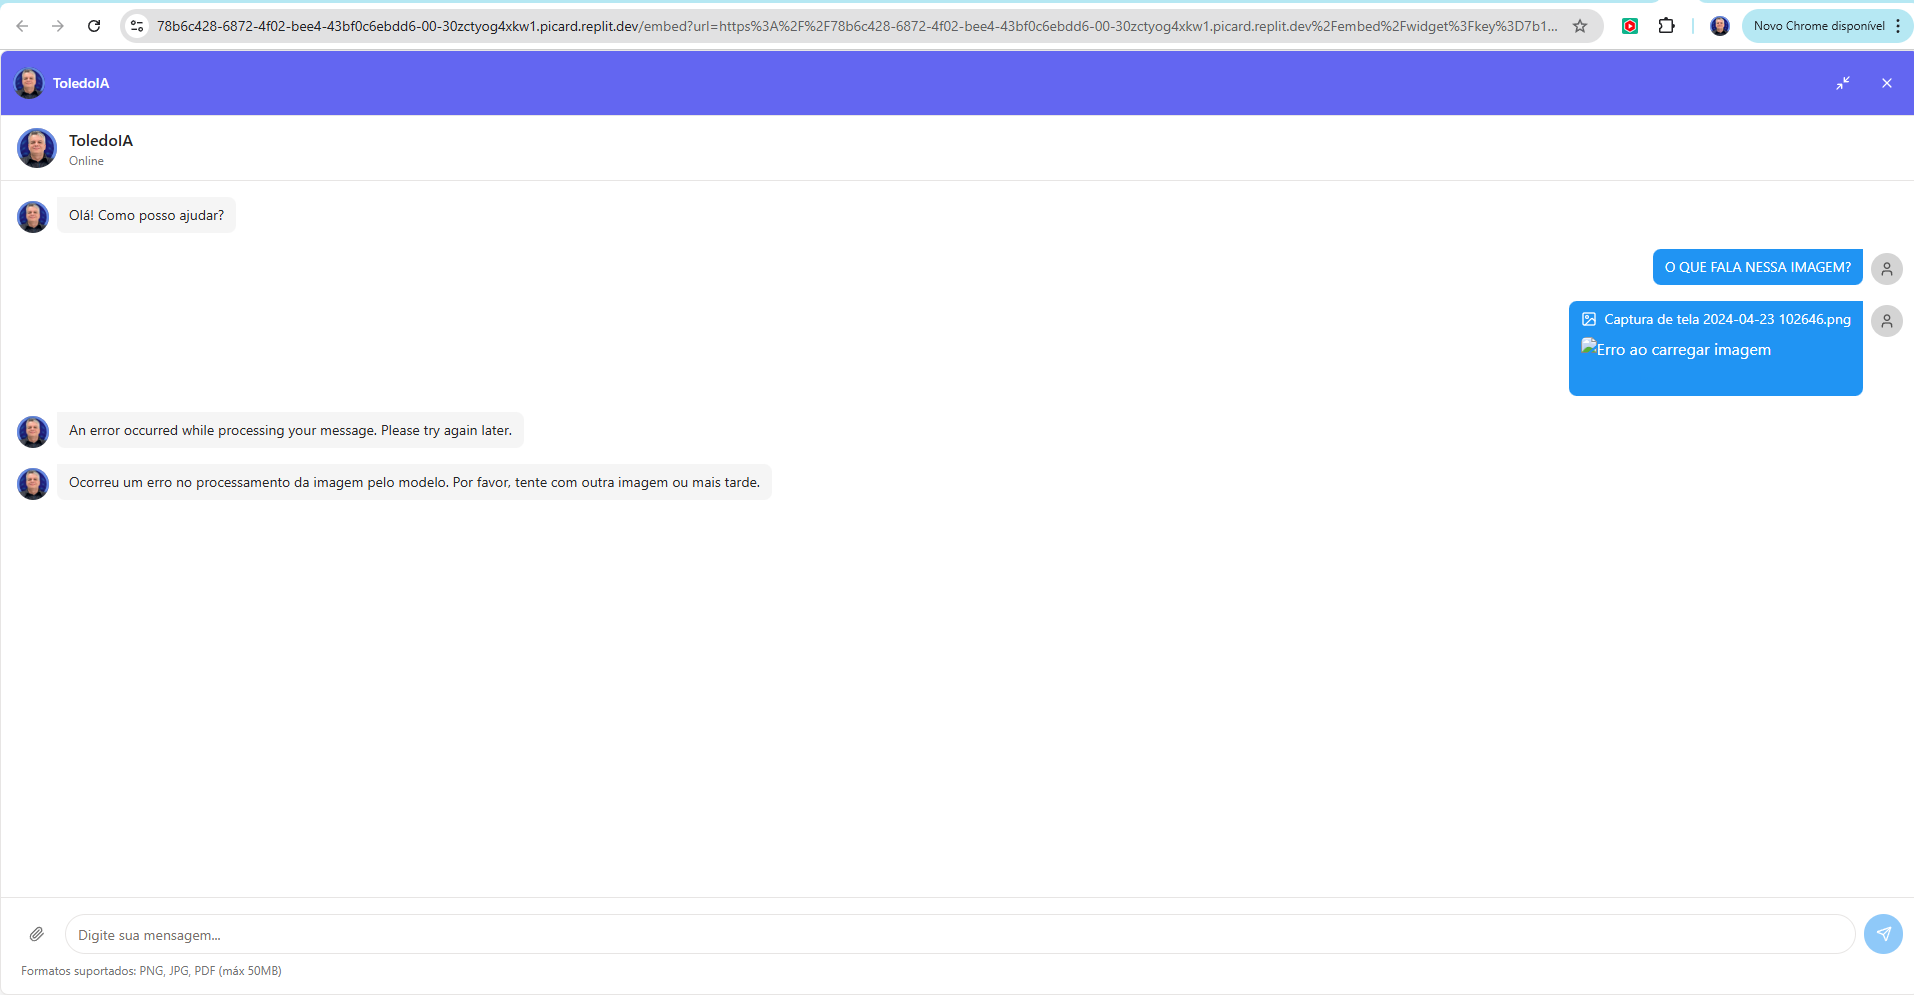 78b6c428-6872-4f02-bee4-43bf0c6ebdd6-00-30zctyog4xkw1.picard.replit.dev/embed?url=https%3A%2F%2F78b6c428-6872-4f02-bee4-43bf0c6ebdd6-00-30zctyog4xkw1.picard.replit.dev%2Fembed%2Fwidget%3Fkey%3D7b1...
Novo Chrome disponível
ToledoIA
ToledoIA
Online
Olá! Como posso ajudar?
O QUE FALA NESSA IMAGEM?
Captura de tela 2024-04-23 102646.png
Erro ao carregar imagem
An error occurred while processing your message. Please try again later.
Ocorreu um erro no processamento da imagem pelo modelo. Por favor, tente com outra imagem ou mais tarde.
Digite sua mensagem...
Formatos suportados: PNG, JPG, PDF (máx 50MB)